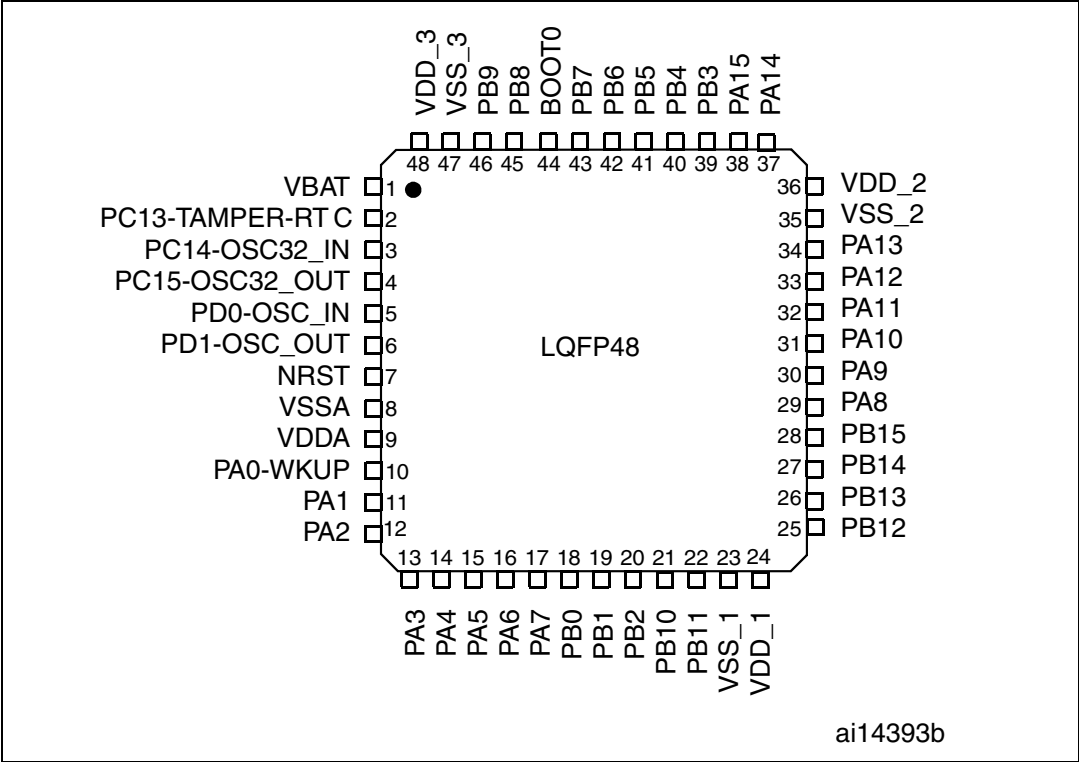 VDD_3
VSS_3
PB9
PB8
BOOT0
PB7
PB6
PB5
PB4
PB3
PA15
PA14
48 47 46 45 44 43 42 41 40 39 38 37
VBAT 1
PC13-TAMPER-RT C 2
PC14-OSC32_IN 3
PC15-OSC32_OUT 4
PD0-OSC_IN 5
PD1-OSC_OUT 6
NRST 7
VSSA 8
VDDA 9
PA0-WKUP 10
PA1 11
PA2 12
LQFP48
36 VDD_2
35 VSS_2
34 PA13
33 PA12
32 PA11
31 PA10
30 PA9
29 PA8
28 PB15
27 PB14
26 PB13
25 PB12
13 14 15 16 17 18 19 20 21 22 23 24
PA3
PA4
PA5
PA6
PA7
PB0
PB1
PB2
PB10
PB11
VSS_1
VDD_1
ai14393b